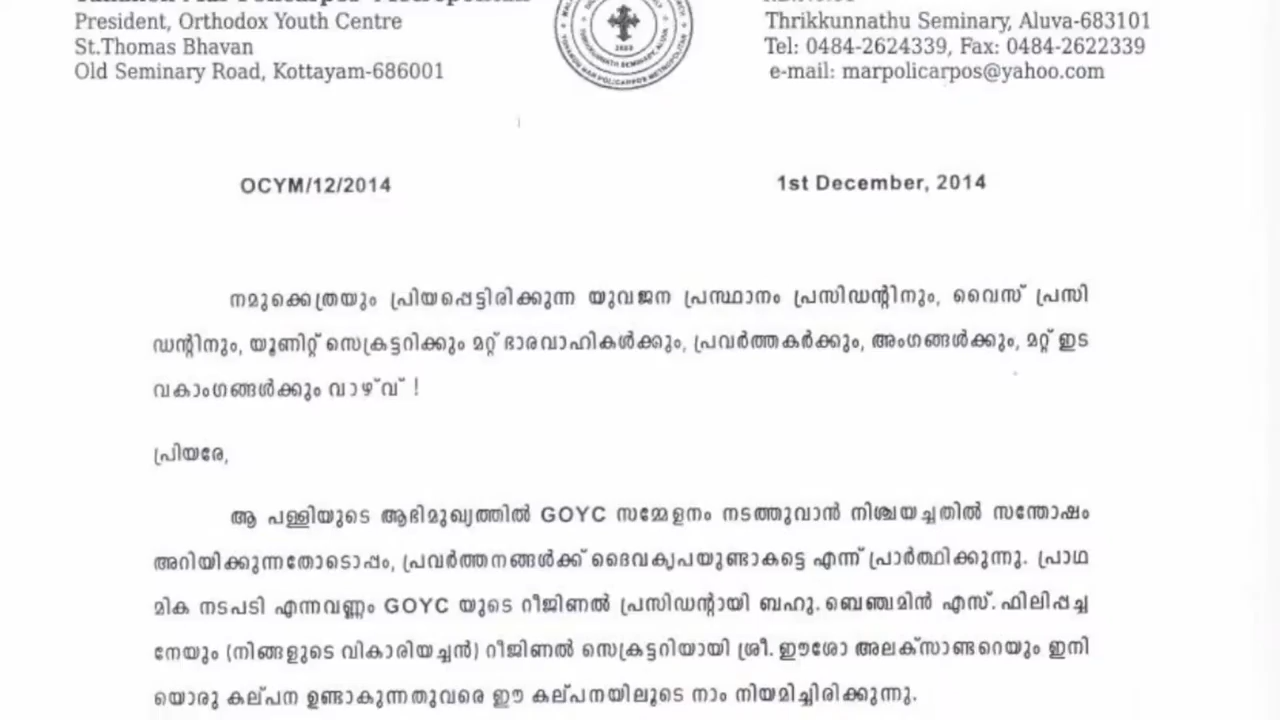 President, Orthodox Youth Centre
St.Thomas Bhavan
Old Seminary Road, Kottayam-686001
Thrikkunnathu Seminary, Aluva-683101
Tel: 0484-2624339, Fax: 0484-2622339
e-mail: marpolicarpos@yahoo.com
OCYM/12/2014
1st December, 2014
നമുക്കെത്രയും പ്രിയപ്പെട്ടിരിക്കുന്ന യുവജന പ്രസ്ഥാനം പ്രസിഡന്റിനും, വൈസ് പ്രസി
ഡന്റിനും, യൂണിറ്റ് സെക്രട്ടറിക്കും മറ്റ് ഭാരവാഹികൾക്കും, പ്രവർത്തകർക്കും, അംഗങ്ങൾക്കും, മറ്റ് ഇട
വകാംഗങ്ങൾക്കും വാഴ്‌വ് !
പ്രിയരേ,
ആ പള്ളിയുടെ ആഭിമുഖ്യത്തിൽ GOYC സമ്മേളനം നടത്തുവാൻ നിശ്ചയച്ചതിൽ സന്തോഷം
അറിയിക്കുന്നതോടൊപ്പം, പ്രവർത്തനങ്ങൾക്ക് ദൈവകൃപയുണ്ടാകട്ടെ എന്ന് പ്രാർത്ഥിക്കുന്നു. പ്രാഥ
മിക നടപടി എന്നവണ്ണം GOYC യുടെ റീജിണൽ പ്രസിഡന്റായി ബഹു. ബെഞ്ചമിൻ എസ്. ഫിലിപ്പച്ച
നേയും (നിങ്ങളുടെ വികാരിയച്ചൻ) റീജിണൽ സെക്രട്ടറിയായി ശ്രീ. ഈശോ അലക്സാണ്ടറെയും ഇനി
യൊരു കല്പന ഉണ്ടാകുന്നതുവരെ ഈ കല്പനയിലൂടെ നാം നിയമിച്ചിരിക്കുന്നു.